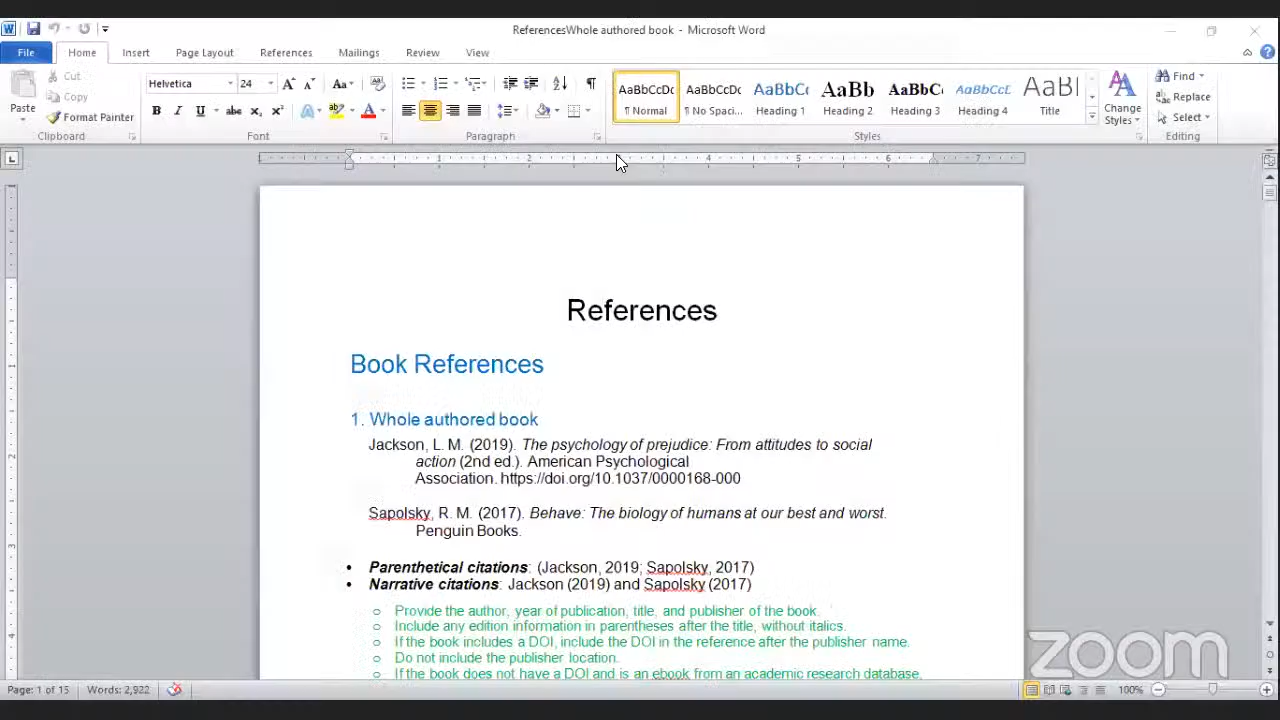 ReferencesWhole authored book - Microsoft Word
File Home Insert Page Layout References Mailings Review View
Paste Cut Copy Format Painter
Helvetica 24
AaBbCcDc AaBbCcDc AaBbCc AaBb AaBbC AaBbCcD AaB
¶ Normal ¶ No Spaci... Heading 1 Heading 2 Heading 3 Heading 4 Title
Change Styles
Find
Replace
Select
Clipboard Font Paragraph Styles Editing
1 2 3 4 5 6 7
References
Book References
1. Whole authored book
Jackson, L. M. (2019). The psychology of prejudice: From attitudes to social
action (2nd ed.). American Psychological
Association. https://doi.org/10.1037/0000168-000
Sapolsky, R. M. (2017). Behave: The biology of humans at our best and worst.
Penguin Books.
• Parenthetical citations: (Jackson, 2019; Sapolsky, 2017)
• Narrative citations: Jackson (2019) and Sapolsky (2017)
o Provide the author, year of publication, title, and publisher of the book.
o Include any edition information in parentheses after the title, without italics.
o If the book includes a DOI, include the DOI in the reference after the publisher name.
o Do not include the publisher location.
o If the book does not have a DOI and is an ebook from an academic research database,
zoom
Page: 1 of 15 Words: 2,922 100%